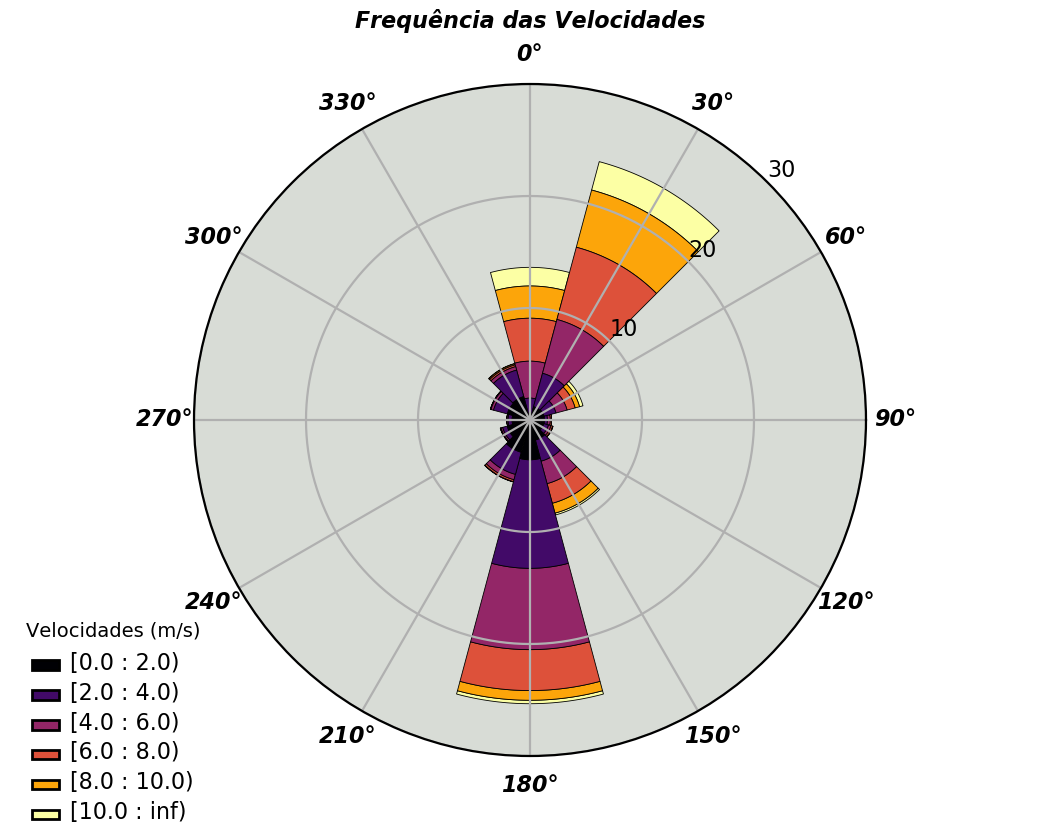 Frequência das Velocidades
0°
330°
30°
30
300°
60°
20
10
270°
90°
240°
120°
210°
150°
180°
Velocidades (m/s)
[0.0 : 2.0)
[2.0 : 4.0)
[4.0 : 6.0)
[6.0 : 8.0)
[8.0 : 10.0)
[10.0 : inf)